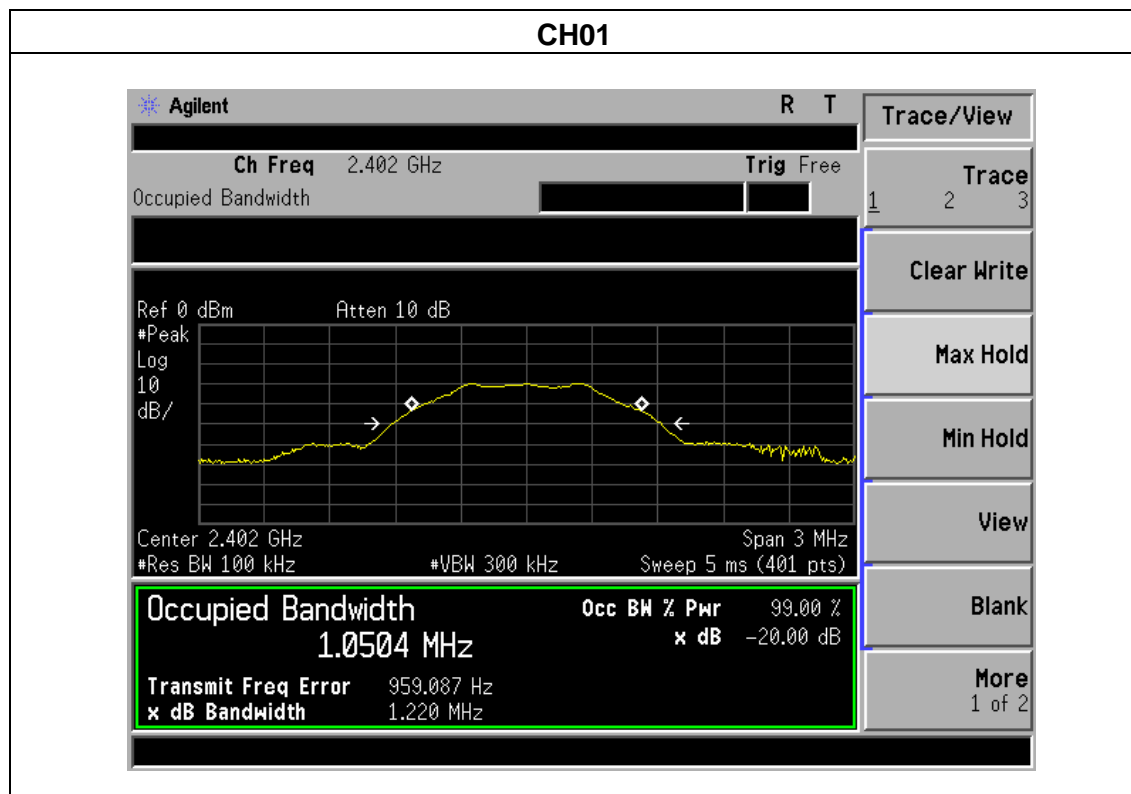 CH01
Agilent R T
Ch Freq 2.402 GHz Trig Free
Occupied Bandwidth
Ref 0 dBm Atten 10 dB
#Peak
Log
10
dB/
Center 2.402 GHz Span 3 MHz
#Res BW 100 kHz #VBW 300 kHz Sweep 5 ms (401 pts)
Occupied Bandwidth Occ BW % Pwr 99.00 %
1.0504 MHz x dB -20.00 dB
Transmit Freq Error 959.087 Hz
x dB Bandwidth 1.220 MHz
Trace/View
Trace
1 2 3
Clear Write
Max Hold
Min Hold
View
Blank
More
1 of 2